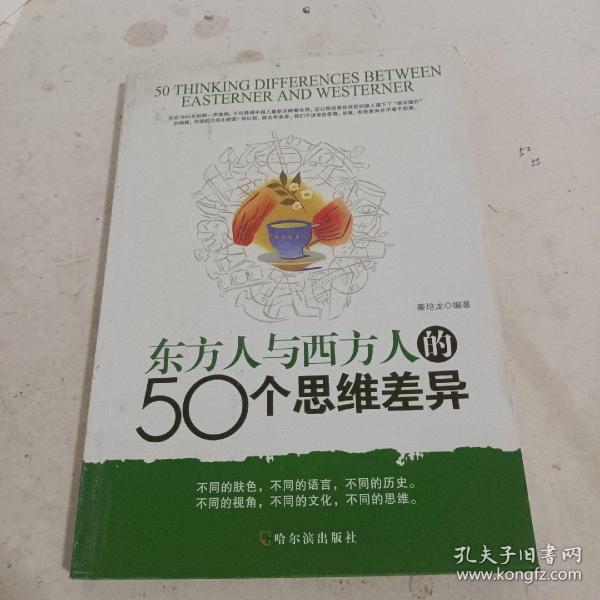 50 THINKING DIFFERENCES BETWEEN
EASTERNER AND WESTERNER
秦培龙◎编著
东方人与西方人的
50个思维差异
不同的肤色，不同的语言，不同的历史。
不同的视角，不同的文化，不同的思维。
哈尔滨出版社
孔夫子旧书网
www.kongfz.com